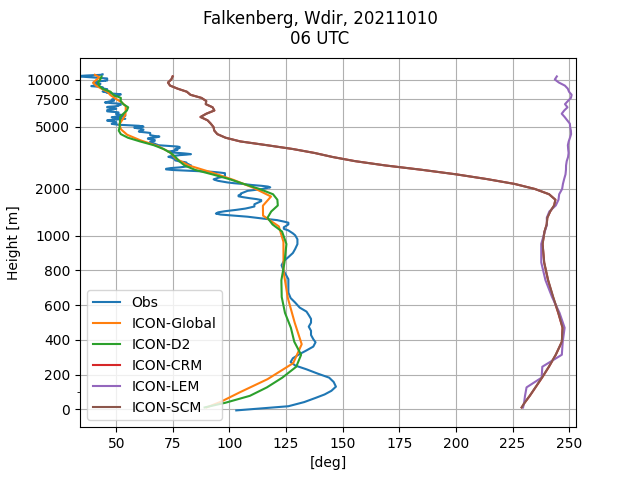 Falkenberg, Wdir, 20211010
06 UTC
Height [m]
10000
7500
5000
2000
1000
800
600
400
200
0
Obs
ICON-Global
ICON-D2
ICON-CRM
ICON-LEM
ICON-SCM
50 75 100 125 150 175 200 225 250
[deg]